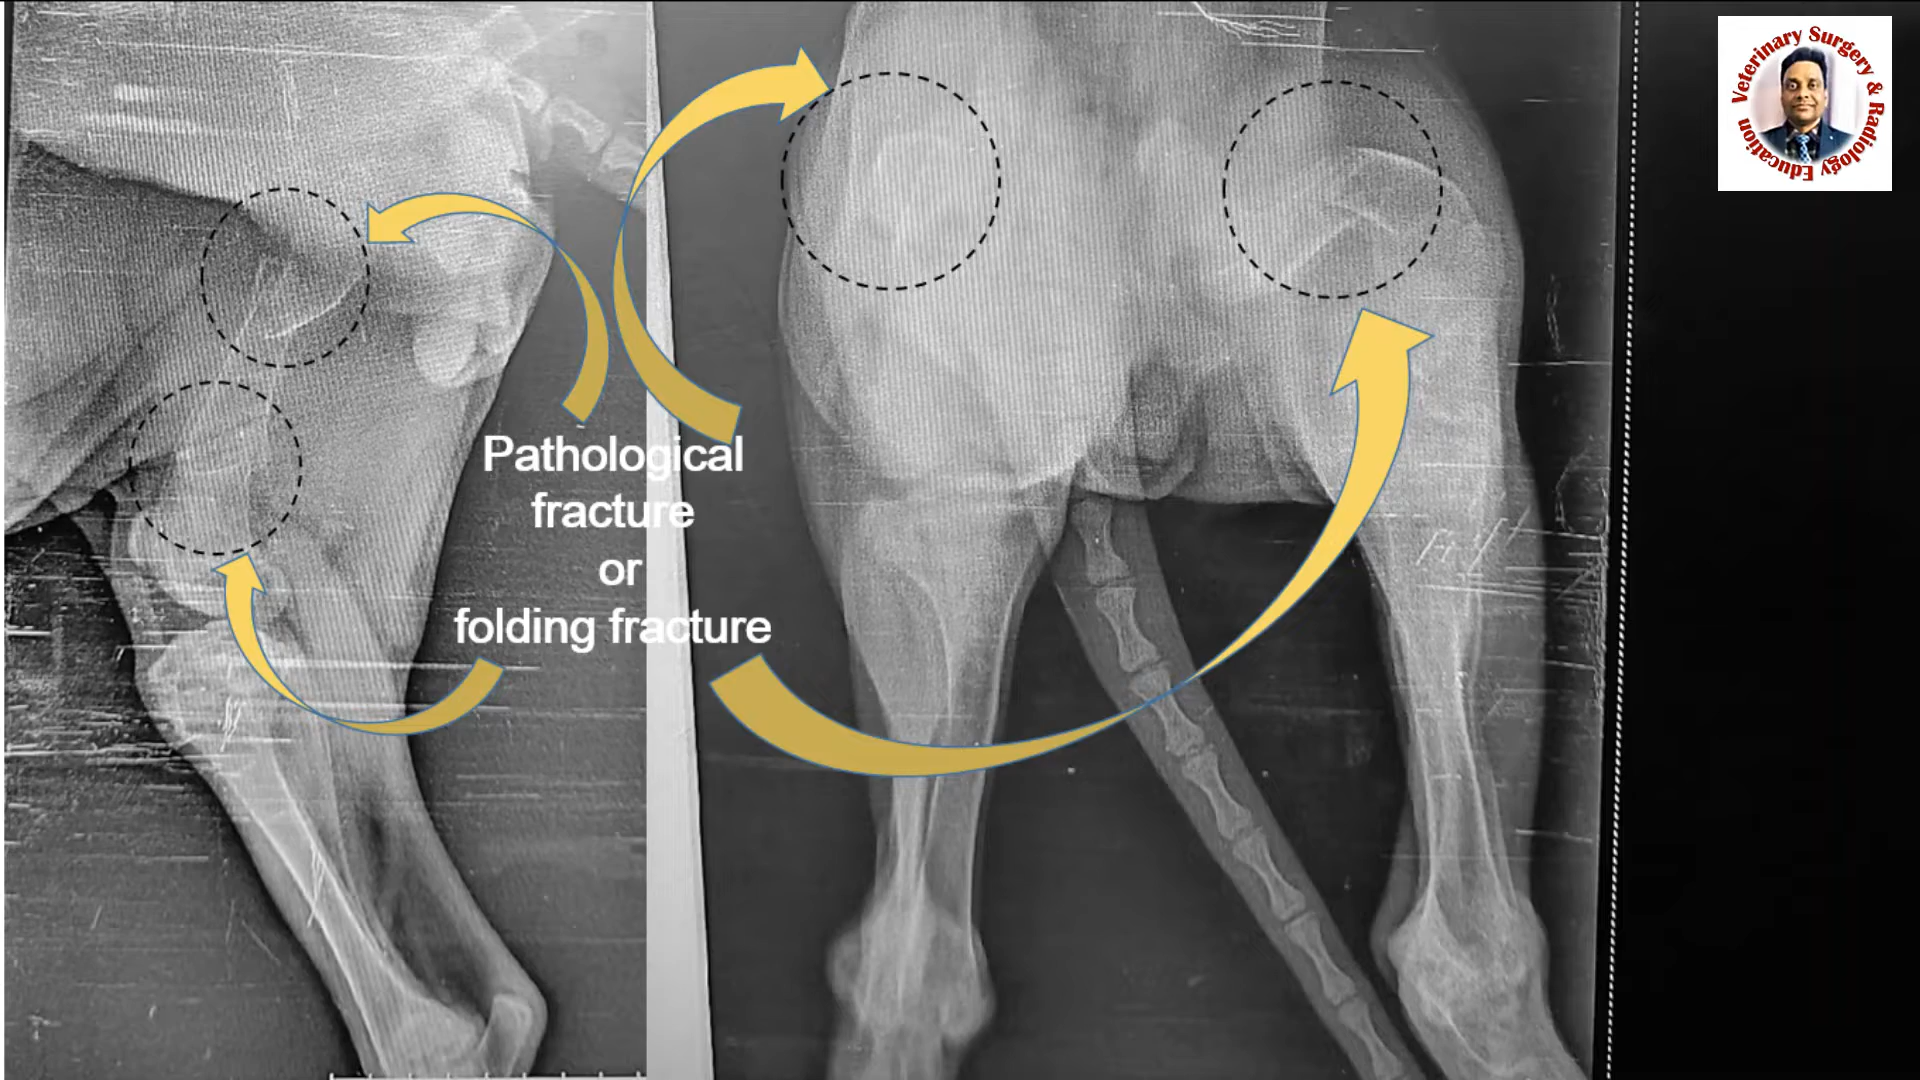 Veterinary Surgery & Radiology Education
Pathological
fracture
or
folding fracture